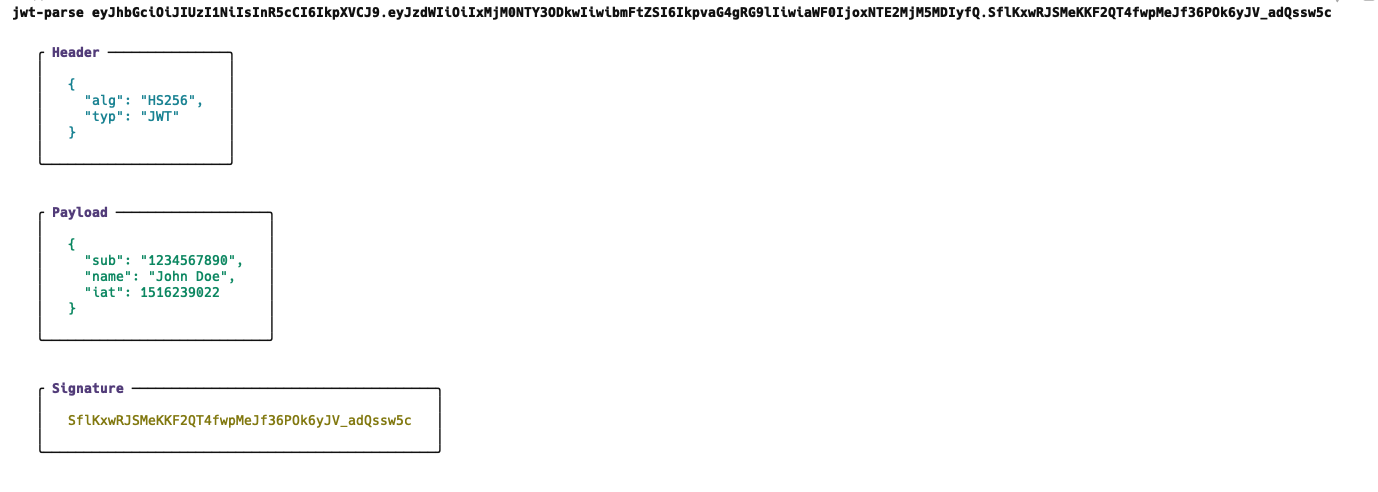 jwt-parse eyJhbGciOiJIUzI1NiIsInR5cCI6IkpXVCJ9.eyJzdWIiOiIxMjM0NTY3ODkwIiwibmFtZSI6IkpvaG4gRG9lIiwiaWF0IjoxNTE2MjM5MDIyfQ.SflKxwRJSMeKKF2QT4fwpMeJf36POk6yJV_adQssw5c
Header
{
"alg": "HS256",
"typ": "JWT"
}
Payload
{
"sub": "1234567890",
"name": "John Doe",
"iat": 1516239022
}
Signature
SflKxwRJSMeKKF2QT4fwpMeJf36POk6yJV_adQssw5c